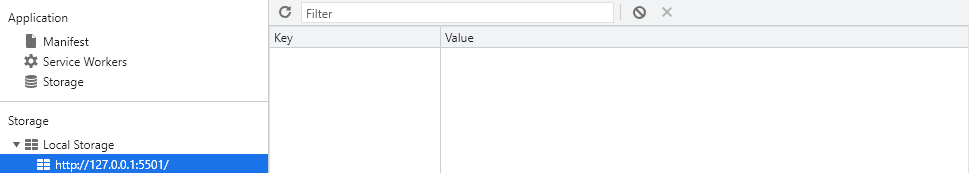 Application
Manifest
Service Workers
Storage
Storage
Local Storage
http://127.0.0.1:5501/
Filter
Key Value